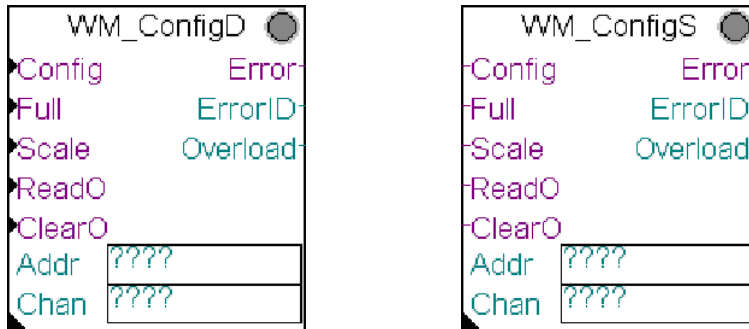 WM_ConfigD
Config Error
Full ErrorID
Scale Overload
ReadO
ClearO
Addr ????
Chan ????
WM_ConfigS
Config Error
Full ErrorID
Scale Overload
ReadO
ClearO
Addr ????
Chan ????